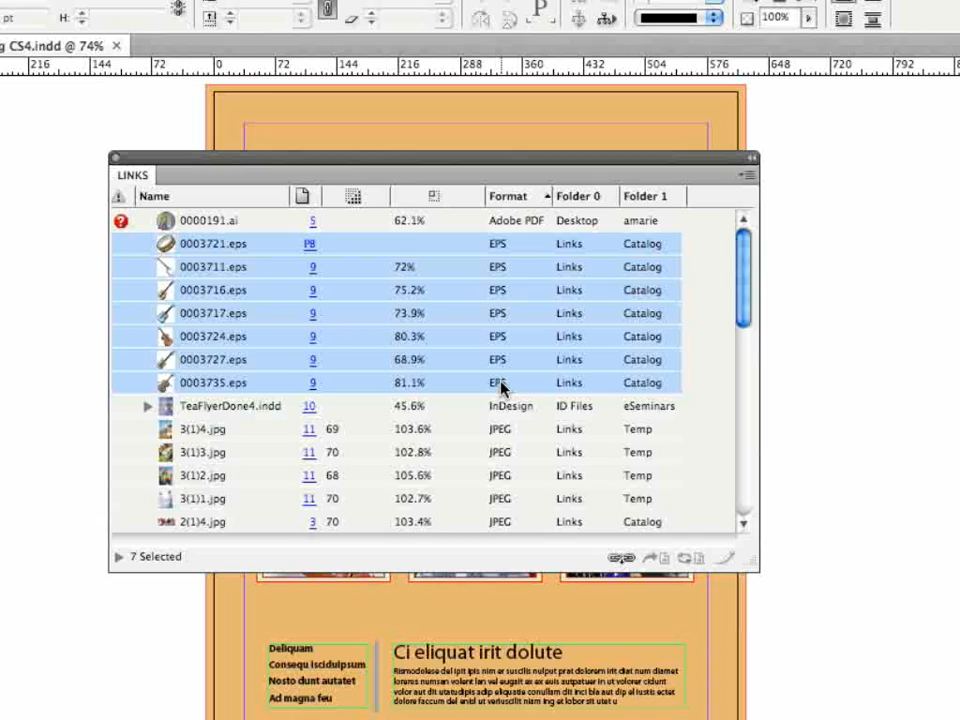 pt H: P 100%
g CS4.indd @ 74%
216 144 72 0 72 144 216 288 360 432 504 576 648 720 792
LINKS
Name Format Folder 0 Folder 1
0000191.ai 5 62.1% Adobe PDF Desktop amarie
0003721.eps PB EPS Links Catalog
0003711.eps 9 72% EPS Links Catalog
0003716.eps 9 75.2% EPS Links Catalog
0003717.eps 9 73.9% EPS Links Catalog
0003724.eps 9 80.3% EPS Links Catalog
0003727.eps 9 68.9% EPS Links Catalog
0003735.eps 9 81.1% EPS Links Catalog
TeaFlyerDone4.indd 10 45.6% InDesign ID Files eSeminars
3(1)4.jpg 11 69 103.6% JPEG Links Temp
3(1)3.jpg 11 70 102.8% JPEG Links Temp
3(1)2.jpg 11 68 105.6% JPEG Links Temp
3(1)1.jpg 11 70 102.7% JPEG Links Temp
2(1)4.jpg 3 70 103.4% JPEG Links Catalog
7 Selected
Deliquam
Consequ isciduipsum
Nosto dunt autatet
Ad magna feu
Ci eliquat irit dolute